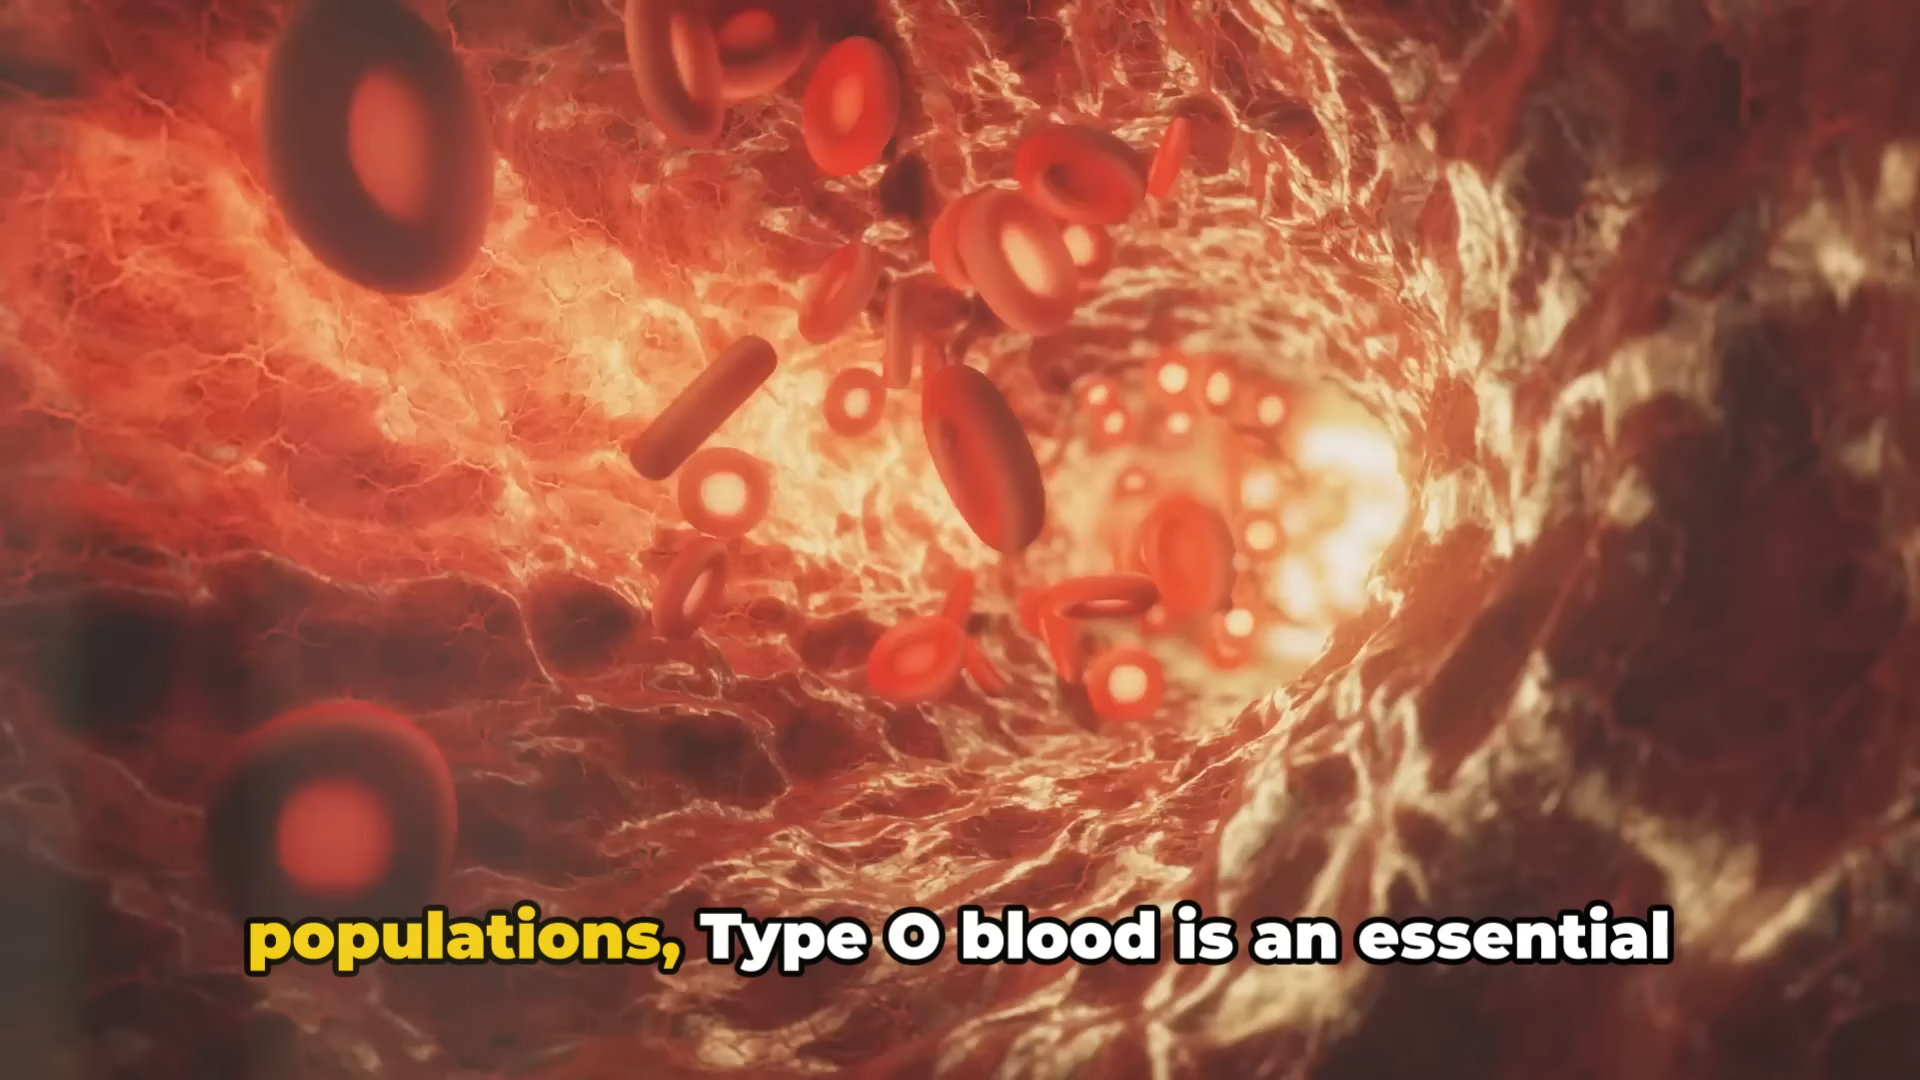 populations, Type O blood is an essential